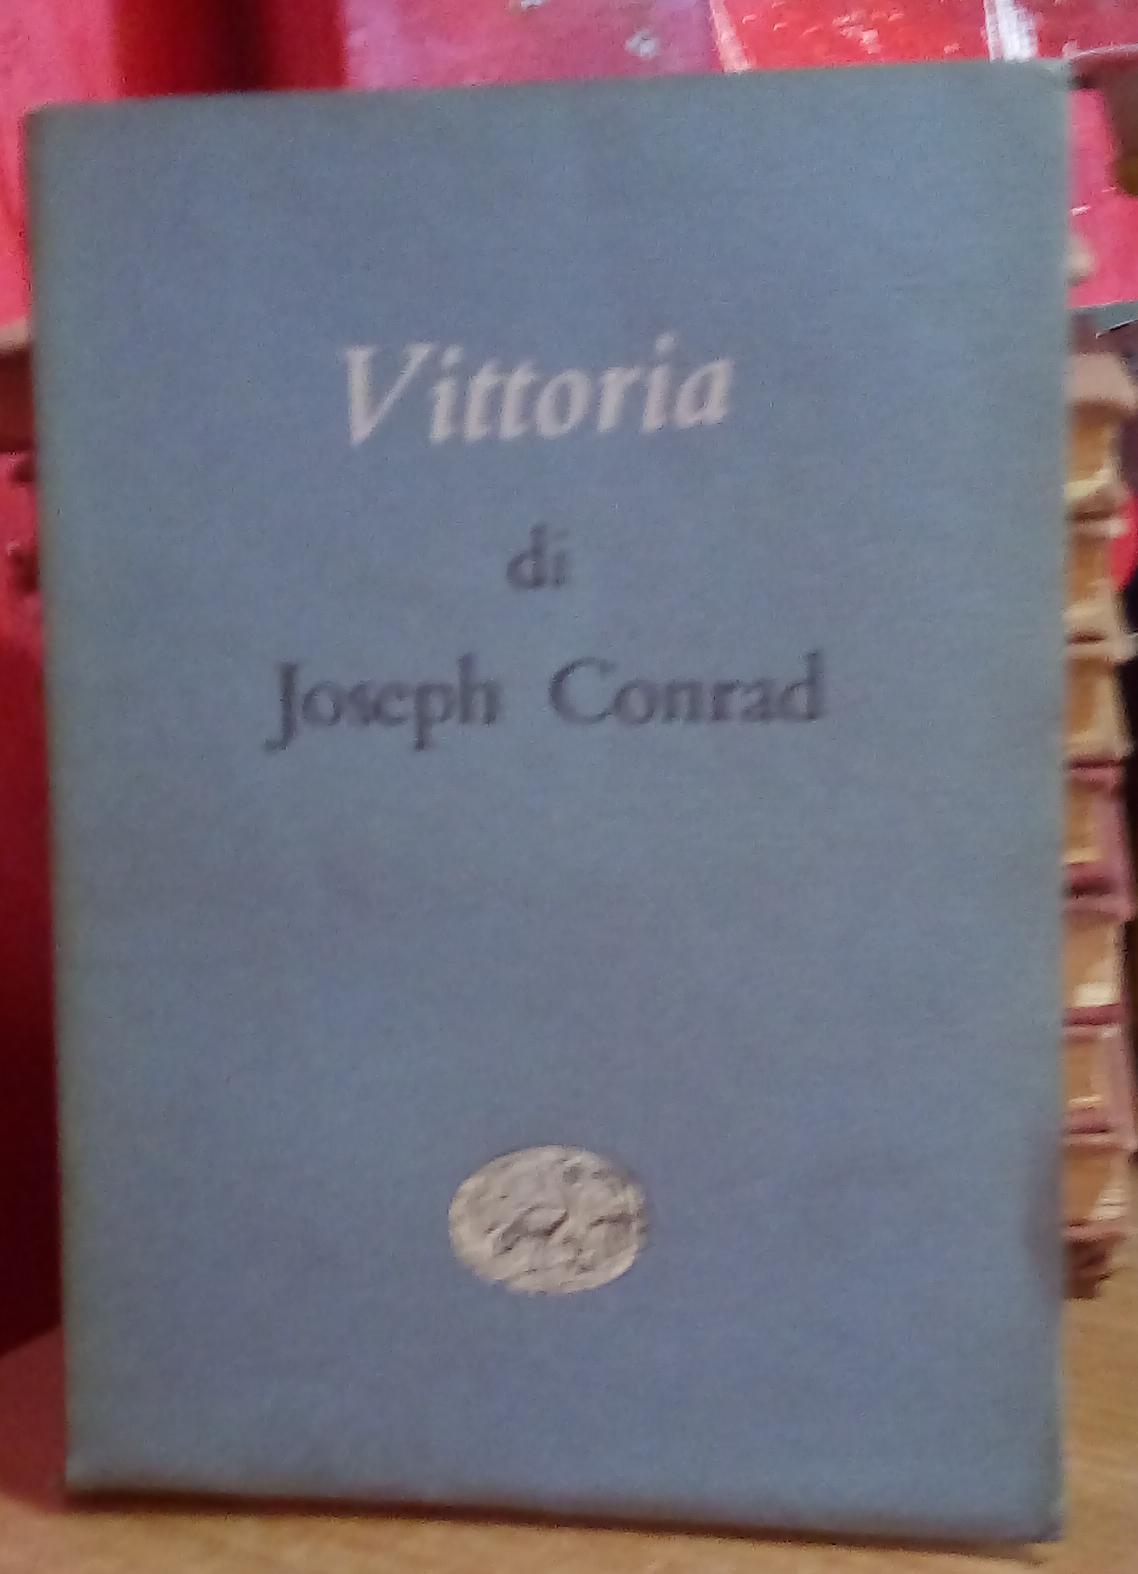 Vittoria
di
Joseph Conrad